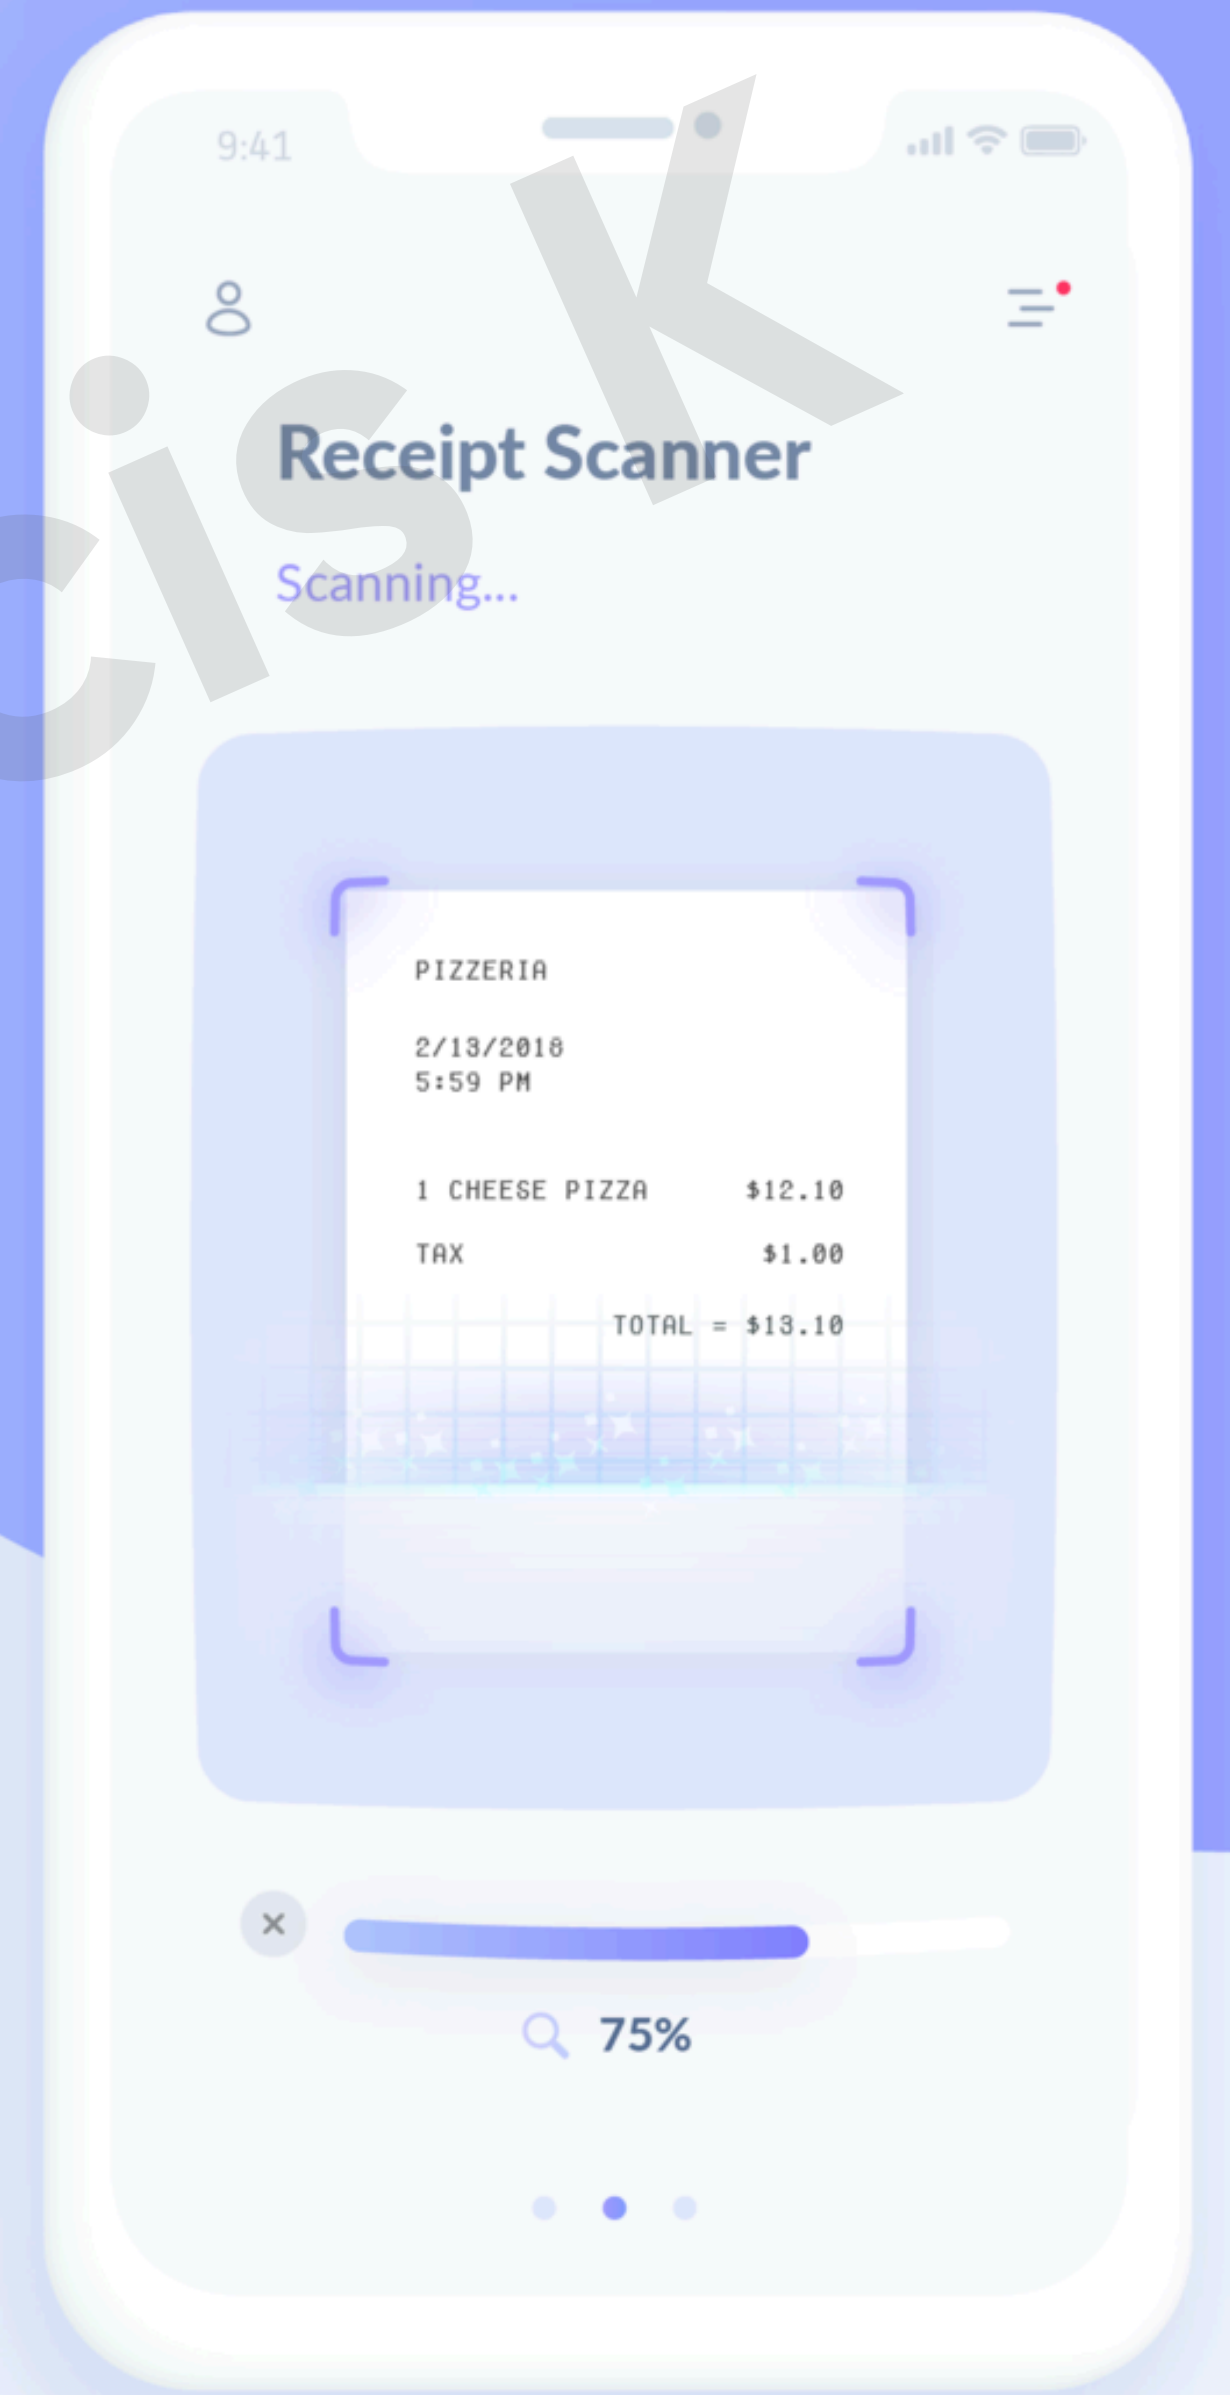 9:41
Receipt Scanner
Scanning...
PIZZERIA
2/13/2018
5:59 PM
1 CHEESE PIZZA $12.10
TAX $1.00
TOTAL = $13.10
75%
cis K